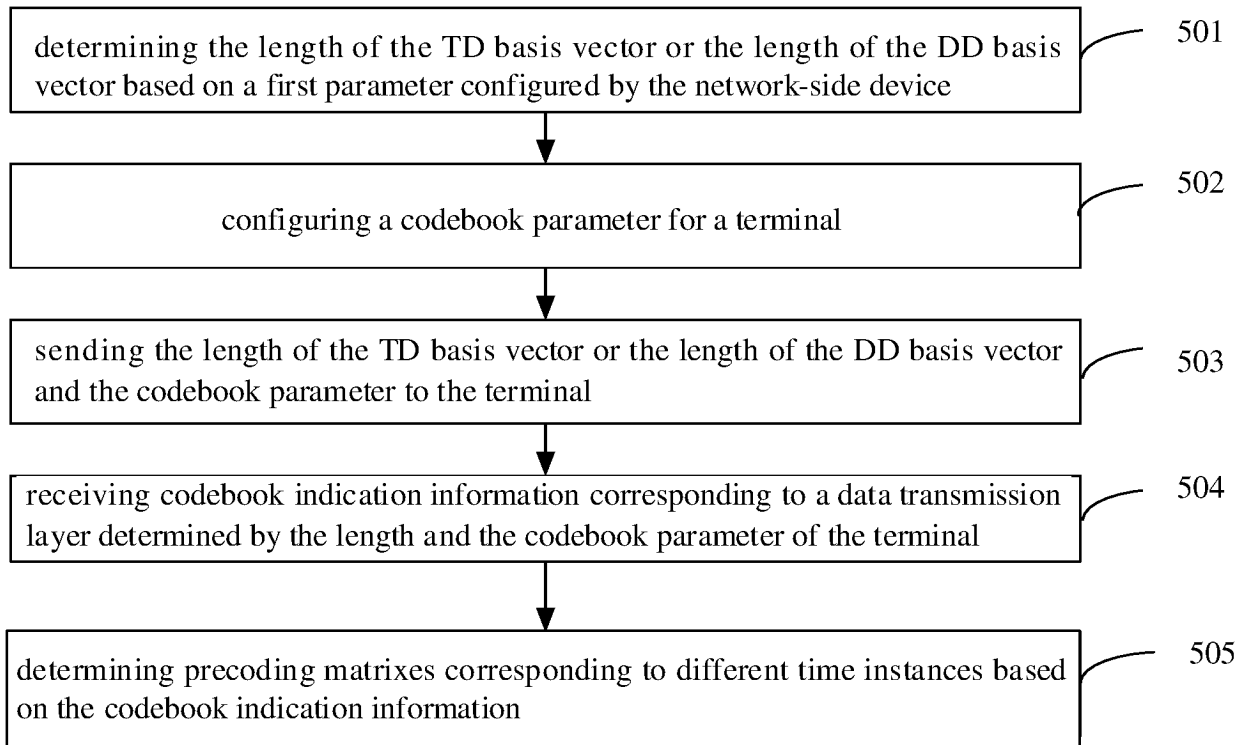 determining the length of the TD basis vector or the length of the DD basis
vector based on a first parameter configured by the network-side device
501
configuring a codebook parameter for a terminal
502
sending the length of the TD basis vector or the length of the DD basis vector
and the codebook parameter to the terminal
503
receiving codebook indication information corresponding to a data transmission
layer determined by the length and the codebook parameter of the terminal
504
determining precoding matrixes corresponding to different time instances based
on the codebook indication information
505